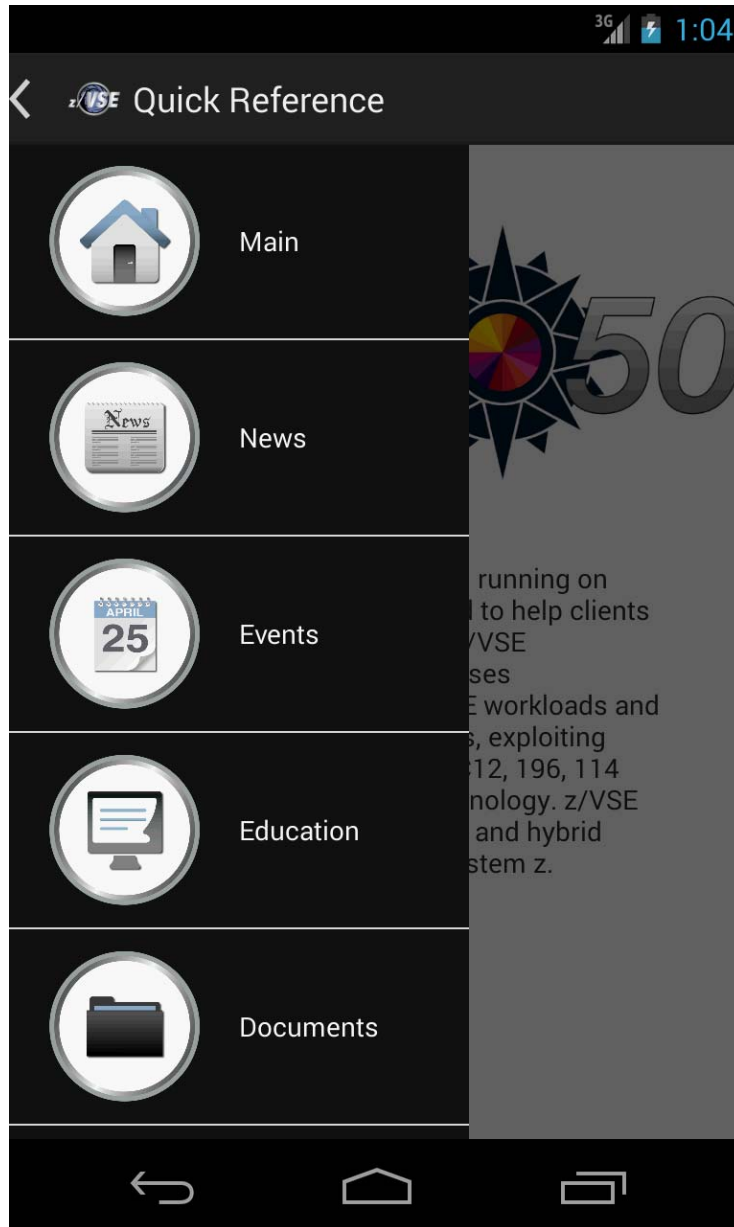 3G 1:04
z/VSE Quick Reference
Main
50
News
News
running on
to help clients
/VSE
APRIL
25
Events
ses
E workloads and
s, exploiting
12, 196, 114
nology. z/VSE
Education
and hybrid
stem z.
Documents